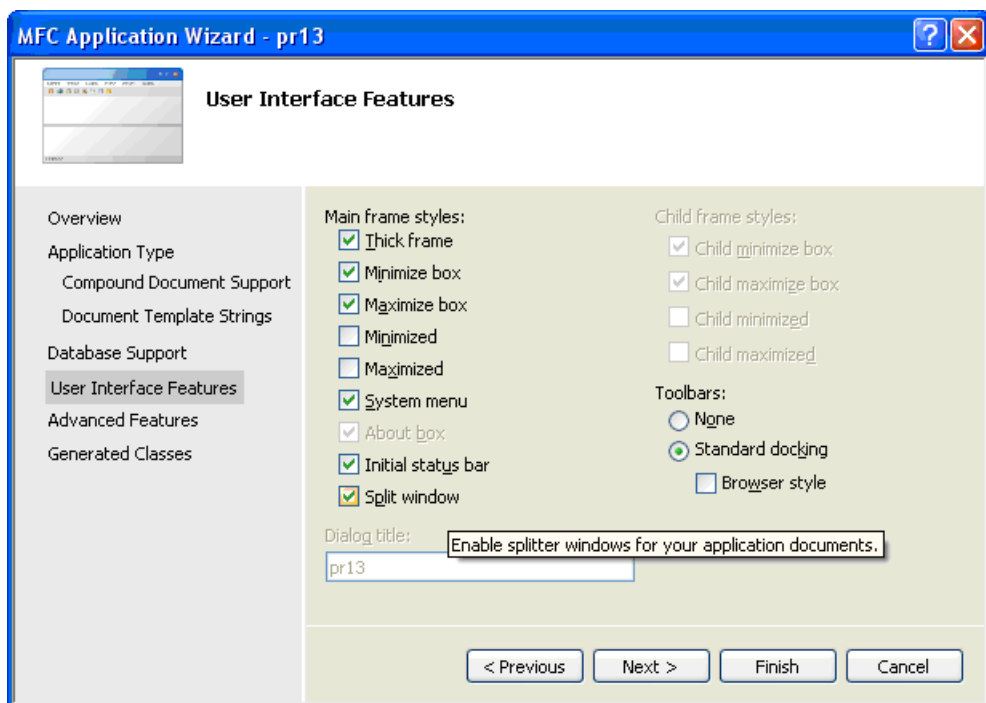 MFC Application Wizard - pr13
User Interface Features
Overview
Application Type
Compound Document Support
Document Template Strings
Database Support
User Interface Features
Advanced Features
Generated Classes
Main frame styles:
Thick frame
Minimize box
Maximize box
Minimized
Maximized
System menu
About box
Initial status bar
Split window
Dialog title:
pr13
Enable splitter windows for your application documents.
Child frame styles:
Child minimize box
Child maximize box
Child minimized
Child maximized
Toolbars:
None
Standard docking
Browser style
< Previous
Next >
Finish
Cancel